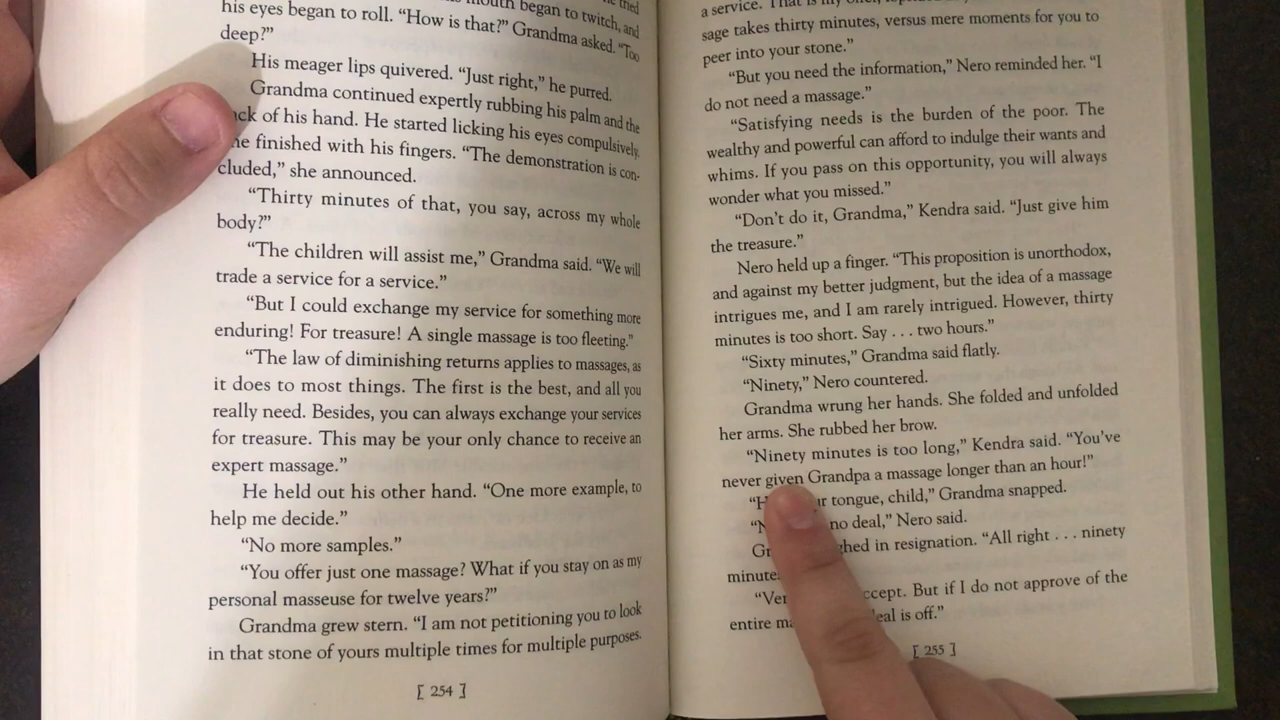 mouth began to twitch, and
his eyes began to roll. “How is that?” Grandma asked. “Too
deep?”
His meager lips quivered. “Just right,” he purred.
Grandma continued expertly rubbing his palm and the
of his hand. He started licking his eyes compulsively.
finished with his fingers. “The demonstration is con-
cluded,” she announced.
“Thirty minutes of that, you say, across my whole
body?”
“The children will assist me,” Grandma said. “We will
trade a service for a service.”
“But I could exchange my service for something more
enduring! For treasure! A single massage is too fleeting.”
“The law of diminishing returns applies to massages, as
it does to most things. The first is the best, and all you
really need. Besides, you can always exchange your services
for treasure. This may be your only chance to receive an
expert massage.”
He held out his other hand. “One more example, to
help me decide.”
“No more samples.”
“You offer just one massage? What if you stay on as my
personal masseuse for twelve years?”
Grandma grew stern. “I am not petitioning you to look
in that stone of yours multiple times for multiple purposes.
[ 254 ]
a service. That is my
sage takes thirty minutes, versus mere moments for you to
peer into your stone.”
“But you need the information,” Nero reminded her. “I
do not need a massage.”
“Satisfying needs is the burden of the poor. The
wealthy and powerful can afford to indulge their wants and
whims. If you pass on this opportunity, you will always
wonder what you missed.”
“Don’t do it, Grandma,” Kendra said. “Just give him
the treasure.”
Nero held up a finger. “This proposition is unorthodox,
and against my better judgment, but the idea of a massage
intrigues me, and I am rarely intrigued. However, thirty
minutes is too short. Say . . . two hours.”
“Sixty minutes,” Grandma said flatly.
“Ninety,” Nero countered.
Grandma wrung her hands. She folded and unfolded
her arms. She rubbed her brow.
“Ninety minutes is too long,” Kendra said. “You’ve
never given Grandpa a massage longer than an hour!”
tongue, child,” Grandma snapped.
no deal,” Nero said.
in resignation. “All right . . . ninety
But if I do not approve of the
entire is off.”
[ 255 ]